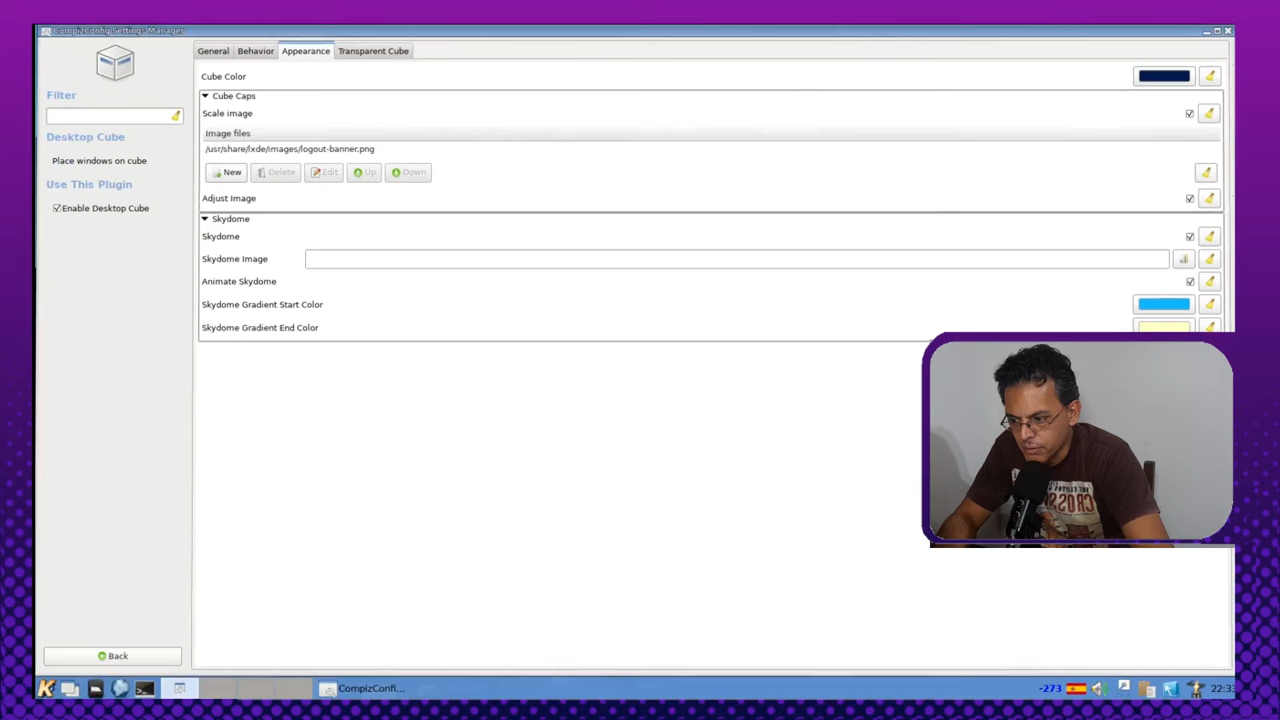 CompizConfig Settings Manager
General Behavior Appearance Transparent Cube
Filter
Desktop Cube
Place windows on cube
Use This Plugin
Enable Desktop Cube
Back
Cube Color
Cube Caps
Scale image
Image files
/usr/share/lxde/images/logout-banner.png
New Delete Edit Up Down
Adjust Image
Skydome
Skydome
Skydome Image
Animate Skydome
Skydome Gradient Start Color
Skydome Gradient End Color
CompizConfi...
-273